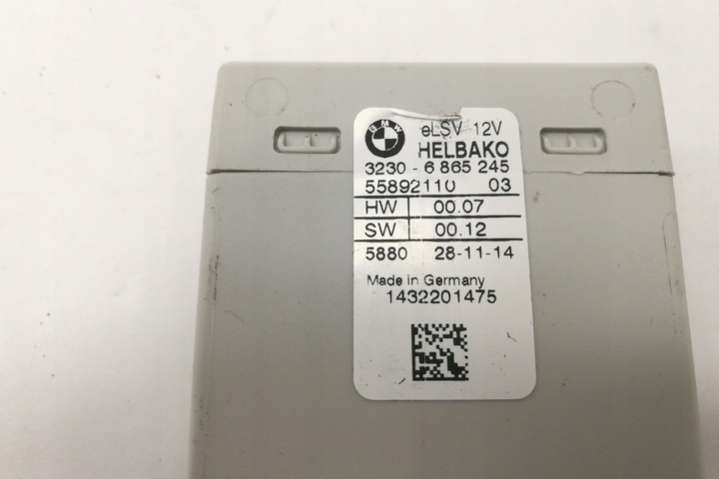 BMW
eLSV 12V
HELBAKO
3230 - 6 865 245
55892110 03
HW 00.07
SW 00.12
5880 28-11-14
Made in Germany
1432201475